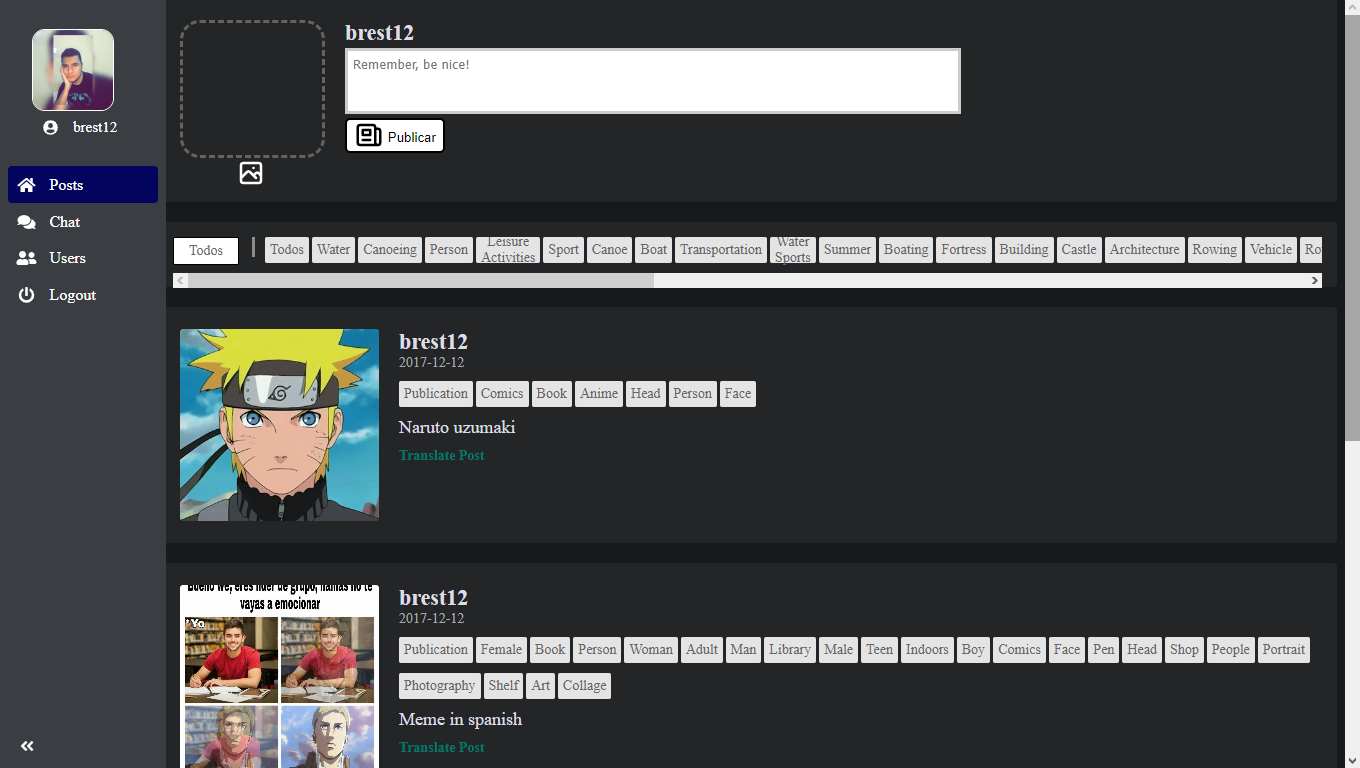 brest12
Posts
Chat
Users
Logout
brest12
Remember, be nice!
Publicar
Todos
Todos Water Canoeing Person Leisure Activities Sport Canoe Boat Transportation Water Sports Summer Boating Fortress Building Castle Architecture Rowing Vehicle
brest12
2017-12-12
Publication Comics Book Anime Head Person Face
Naruto uzumaki
Translate Post
Bueno we, eres lider de grupo, namas no te
vayas a emocionar
*Yo
brest12
2017-12-12
Publication Female Book Person Woman Adult Man Library Male Teen Indoors Boy Comics Face Pen Head Shop People Portrait
Photography Shelf Art Collage
Meme in spanish
Translate Post